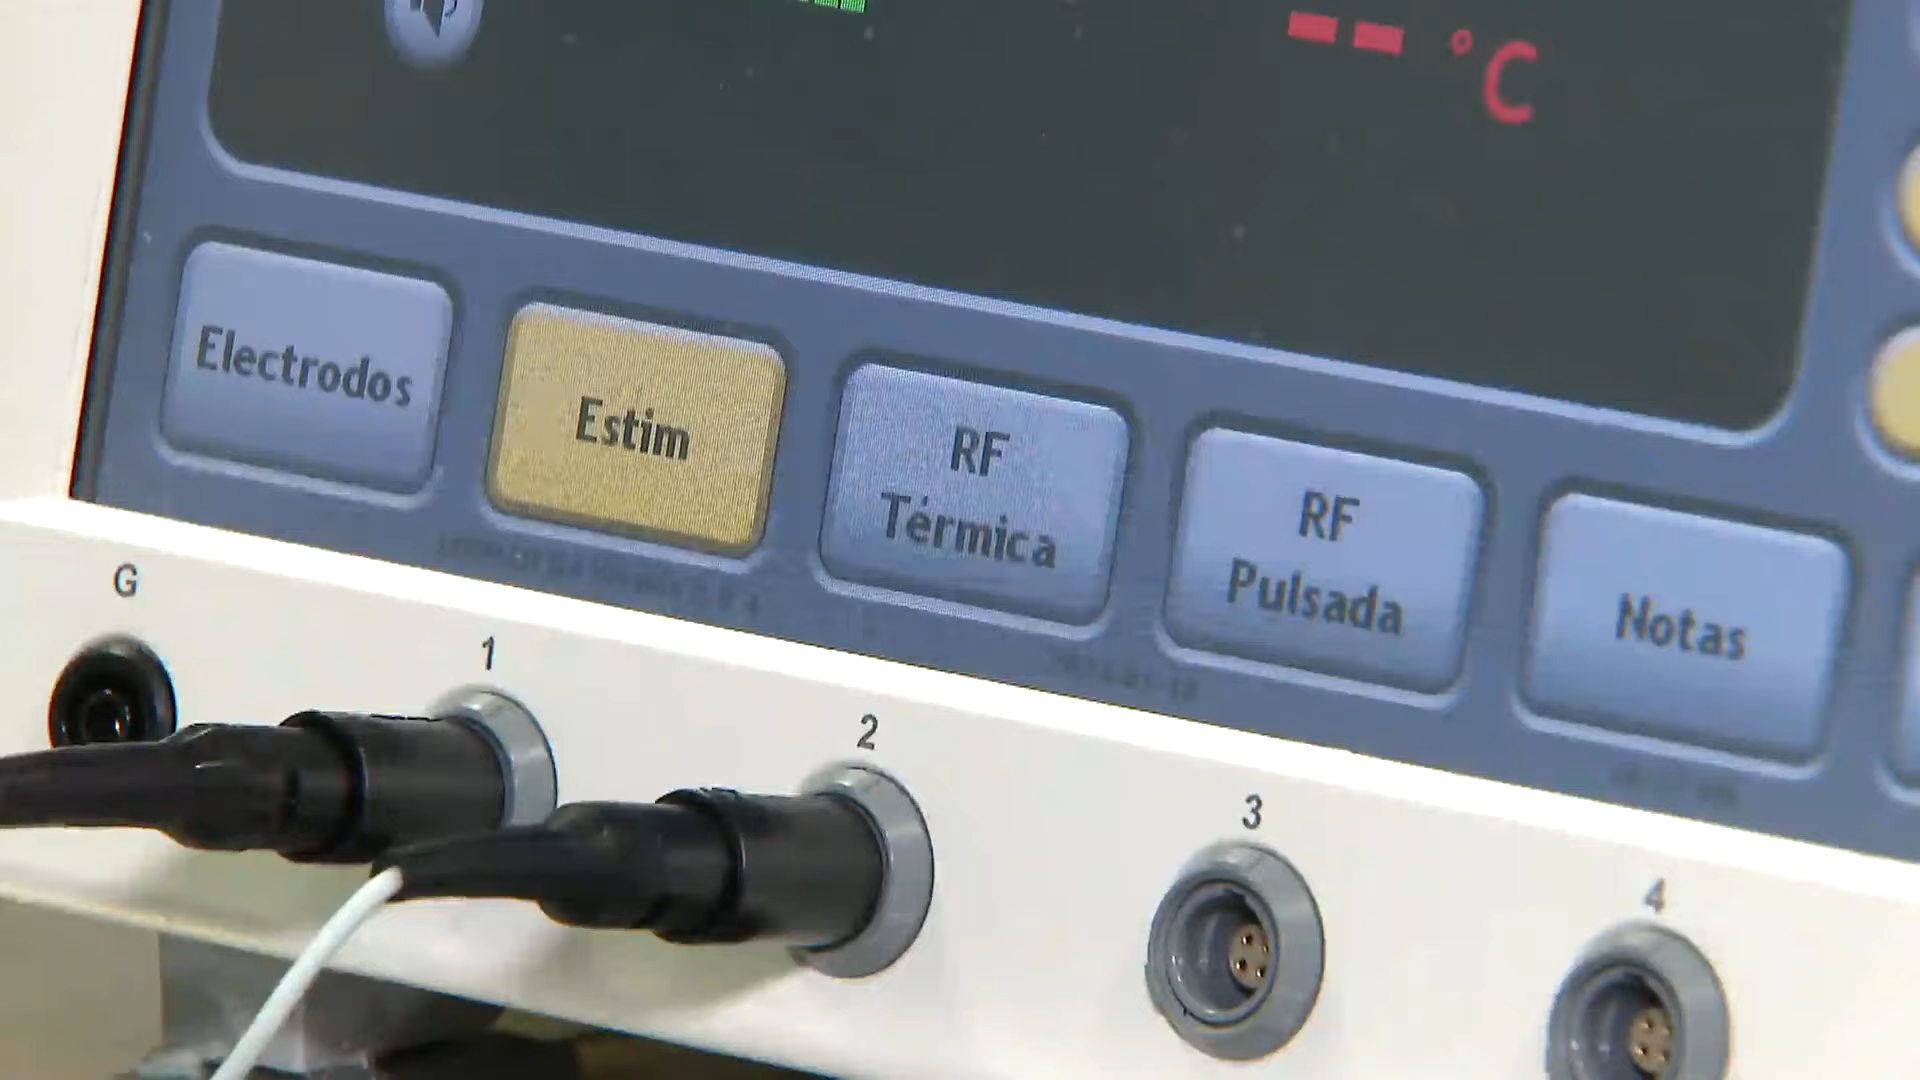 -- °C
Electrodos
Estim
RF
Térmica
RF
Pulsada
Notas
G
1
2
3
4